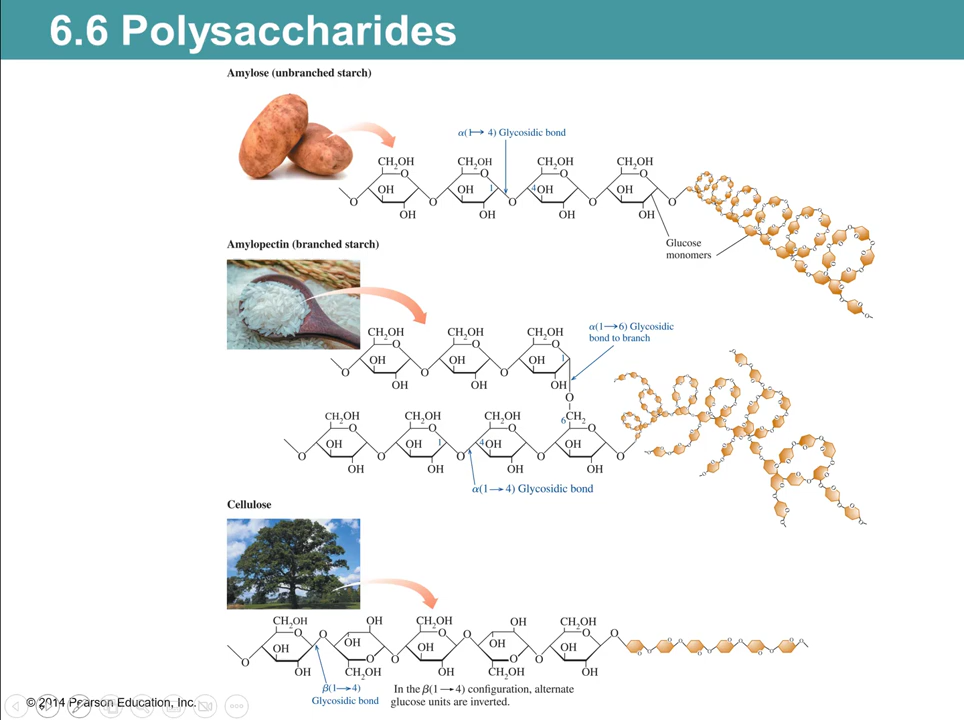 6.6 Polysaccharides
Amylose (unbranched starch)
α(1→ 4) Glycosidic bond
CH2OH CH2OH CH2OH CH2OH
O O O O
OH OH 1 4 OH OH
O O O O O
OH OH OH OH
Glucose
monomers
Amylopectin (branched starch)
α(1→6) Glycosidic
bond to branch
CH2OH CH2OH CH2OH
O O O
OH OH OH 1
O O O
OH OH OH
O
CH2OH CH2OH CH2OH 6 CH2
O O O O
OH OH 1 4 OH OH
O O O O O
OH OH OH OH
α(1→4) Glycosidic bond
Cellulose
CH2OH OH CH2OH OH CH2OH
O O O O O
OH OH OH OH OH
O O O O O
OH CH2OH OH CH2OH OH
β(1→4)
Glycosidic bond
In the β(1→4) configuration, alternate
glucose units are inverted.
© 2014 Pearson Education, Inc.